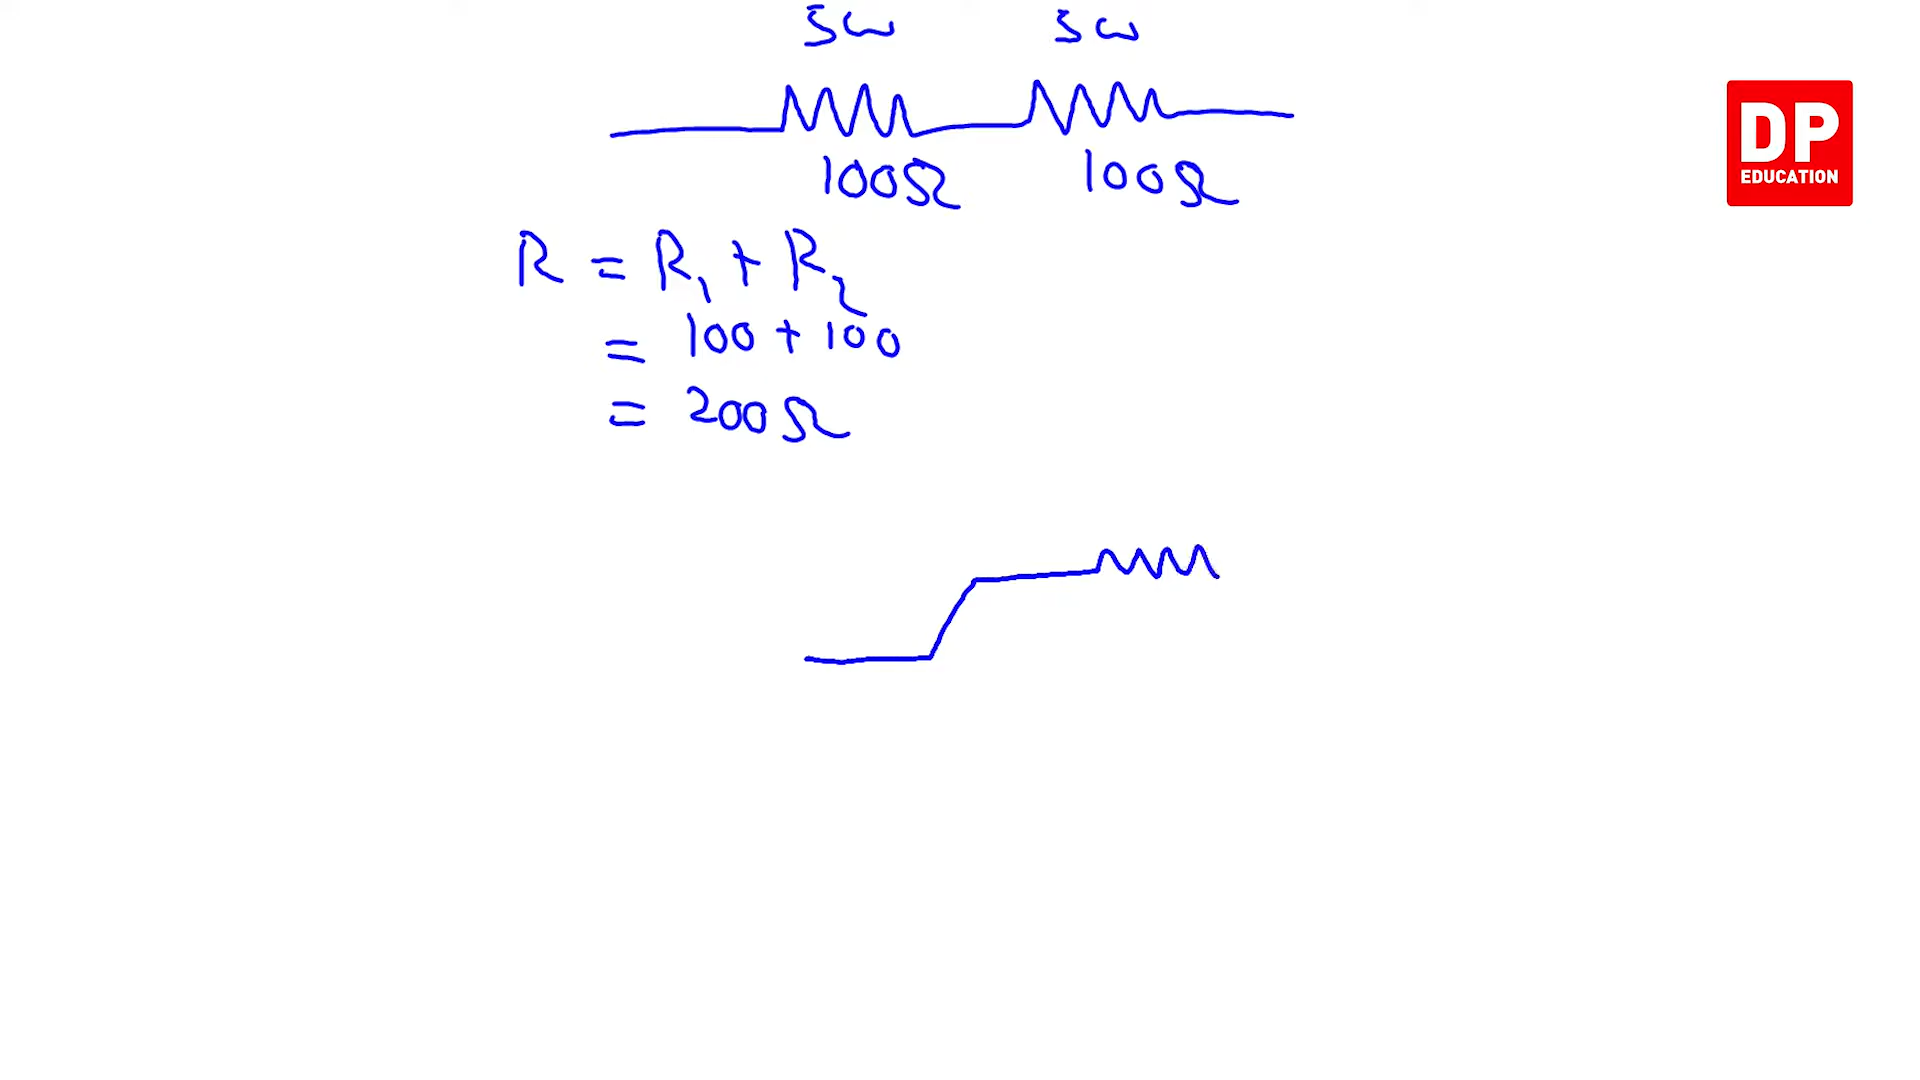 5W 5W
100Ω 100Ω
R = R₁ + R₂
= 100 + 100
= 200Ω
DP
EDUCATION